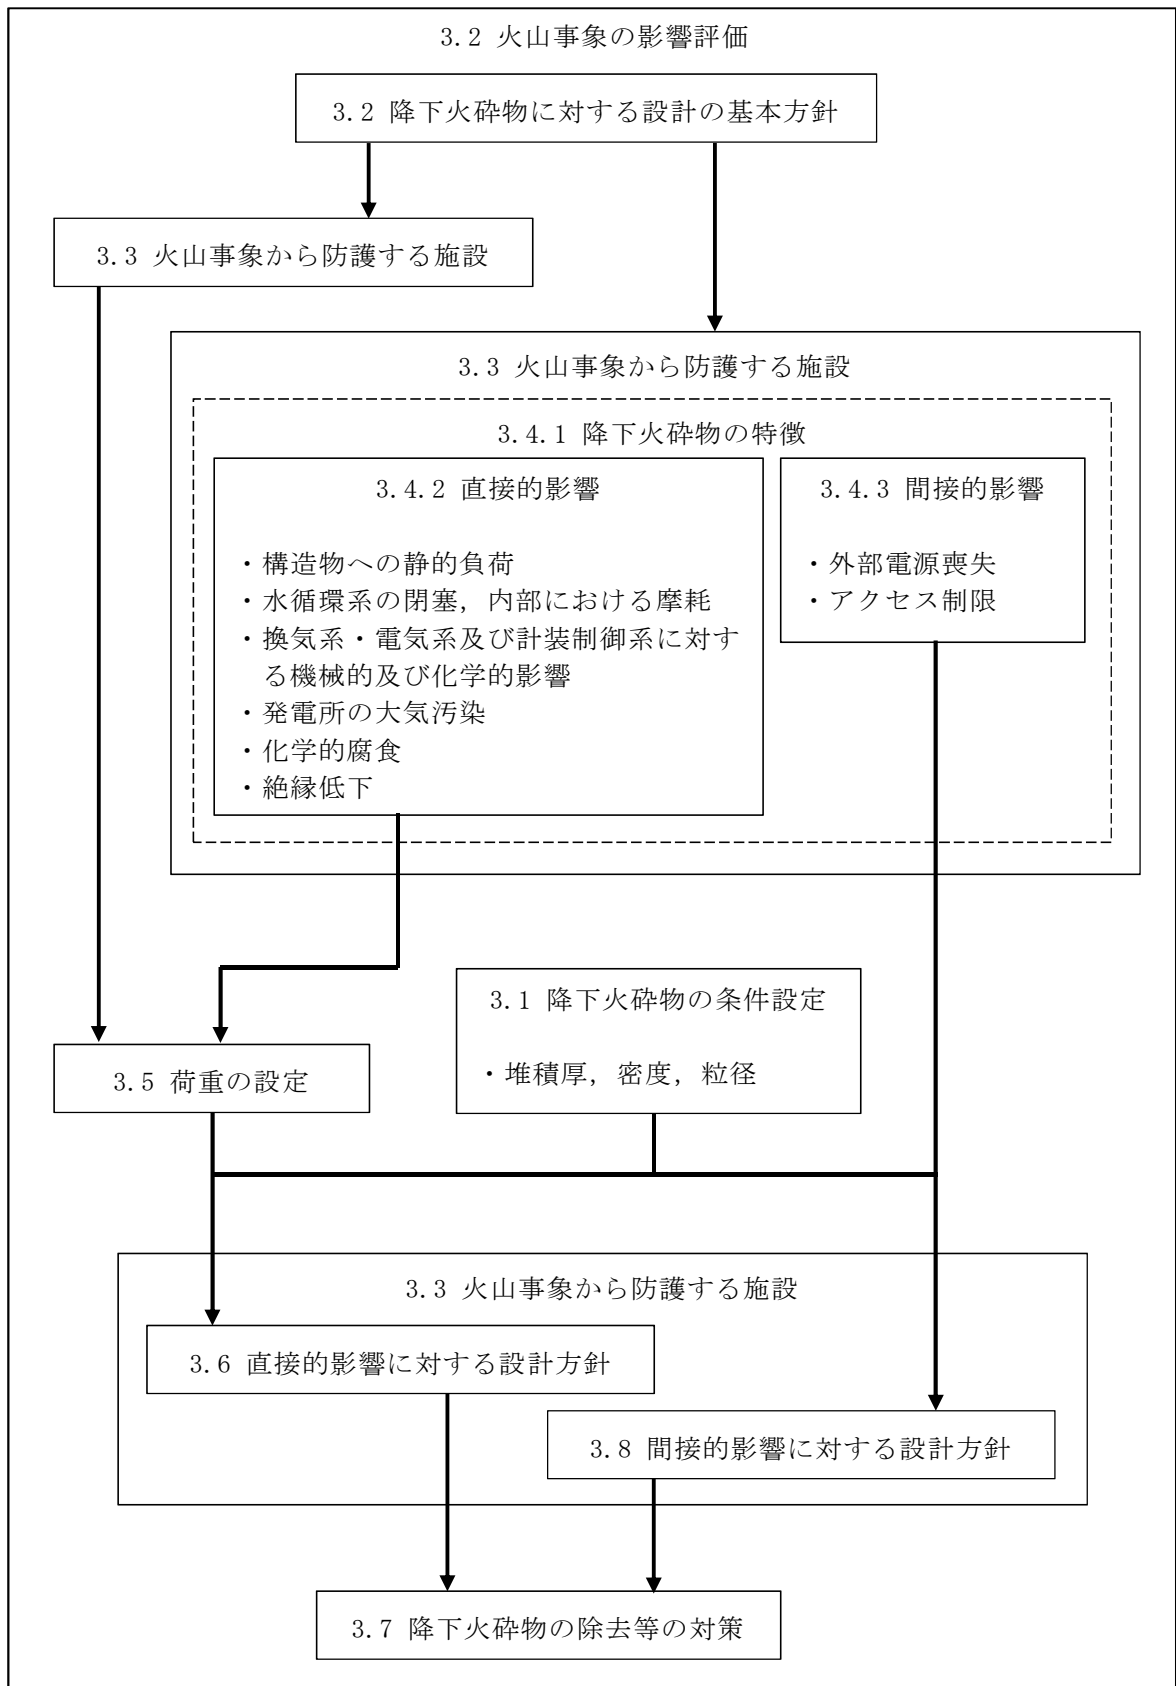 3.2 火山事象の影響評価
3.2 降下火砕物に対する設計の基本方針
3.3 火山事象から防護する施設
3.3 火山事象から防護する施設
3.4.1 降下火砕物の特徴
3.4.2 直接的影響
・構造物への静的負荷
・水循環系の閉塞，内部における摩耗
・換気系・電気系及び計装制御系に対す
る機械的及び化学的影響
・発電所の大気汚染
・化学的腐食
・絶縁低下
3.4.3 間接的影響
・外部電源喪失
・アクセス制限
3.1 降下火砕物の条件設定
・堆積厚，密度，粒径
3.5 荷重の設定
3.3 火山事象から防護する施設
3.6 直接的影響に対する設計方針
3.8 間接的影響に対する設計方針
3.7 降下火砕物の除去等の対策